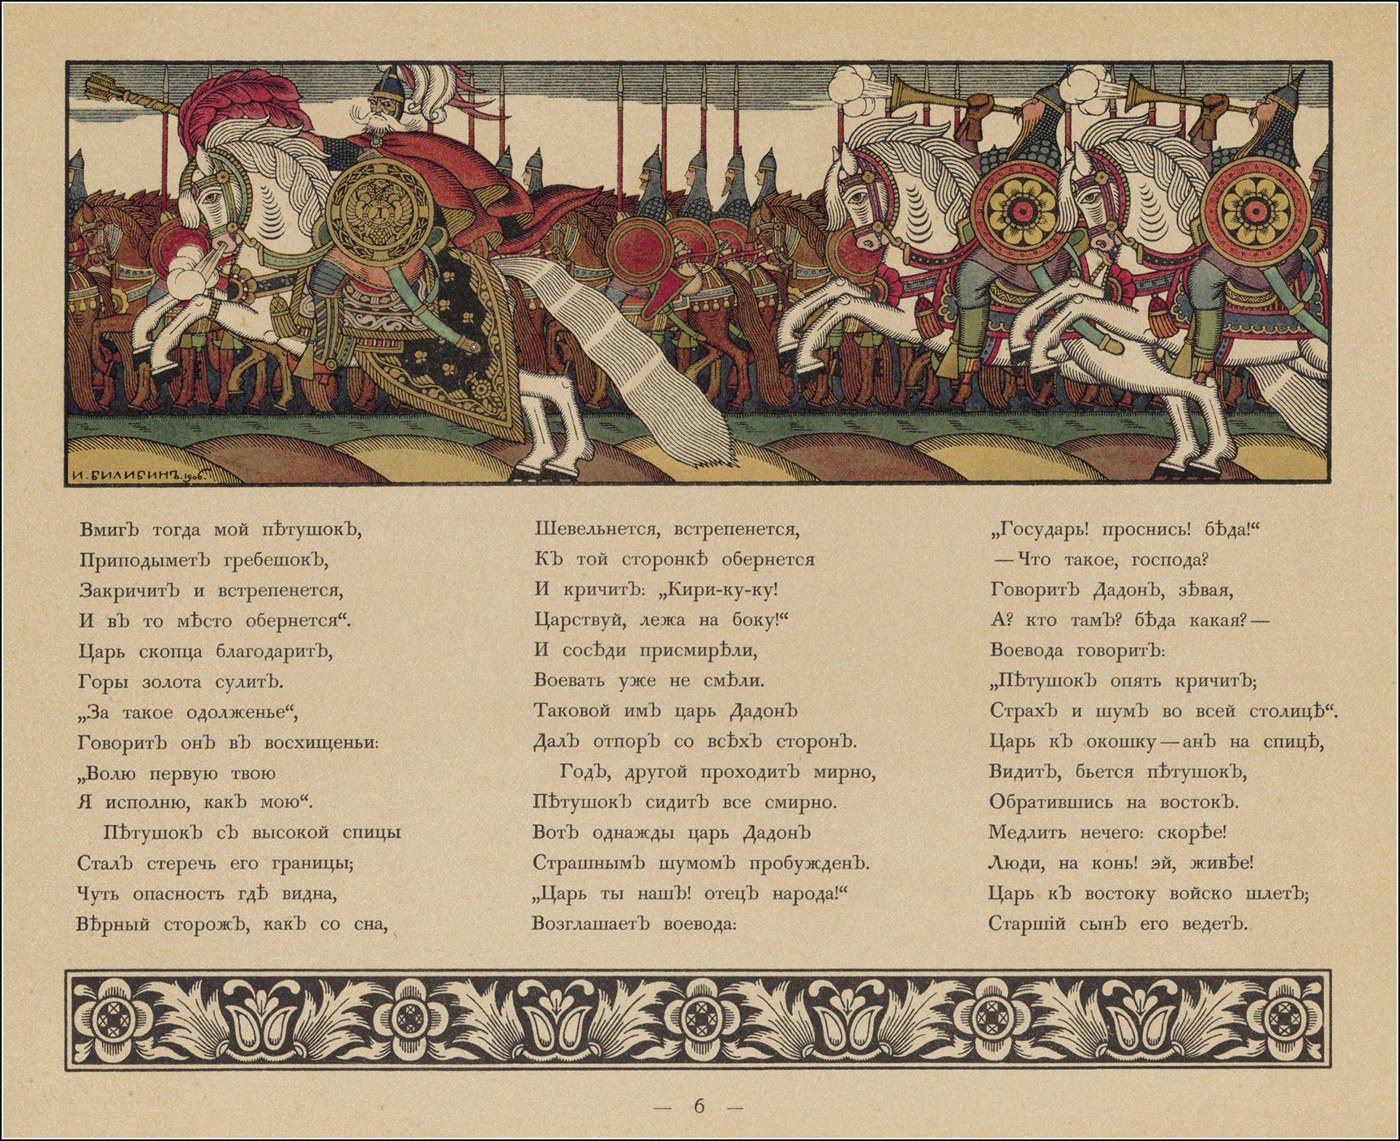 И. БИЛИБИНЪ. 1906.
ВмигЪ тогда мой пѣтушокЪ,
ПриподыметЪ гребешокЪ,
ЗакричитЪ и встрепенется,
И вЪ то мѣсто обернется“.
Царь скопца благодаритЪ,
Горы золота сулитЪ.
„За такое одолженье“,
ГоворитЪ онЪ вЪ восхищеньи:
„Волю первую твою
Я исполню, какЪ мою“.
ПѣтушокЪ сЪ высокой спицы
СталЪ стеречь его границы;
Чуть опасность гдѣ видна,
Вѣрный сторожЪ, какЪ со сна,
Шевельнется, встрепенется,
КЪ той сторонкѣ обернется
И кричитЪ: „Кири-ку-ку!
Царствуй, лежа на боку!“
И сосѣди присмирѣли,
Воевать уже не смѣли.
Таковой имЪ царь ДадонЪ
ДалЪ отпорЪ со всѣхЪ сторонЪ.
ГодЪ, другой проходитЪ мирно,
ПѣтушокЪ сидитЪ все смирно.
ВотЪ однажды царь ДадонЪ
СтрашнымЪ шумомЪ пробужденЪ.
„Царь ты нашЪ! отецЪ народа!“
ВозглашаетЪ воевода:
„Государь! проснись! бѣда!“
— Что такое, господа?
ГоворитЪ ДадонЪ, зѣвая,
А? кто тамЪ? бѣда какая? —
Воевода говоритЪ:
„ПѣтушокЪ опять кричитЪ;
СтрахЪ и шумЪ во всей столицѣ“.
Царь кЪ окошку — анЪ на спицѣ,
ВидитЪ, бьется пѣтушокЪ,
Обратившись на востокЪ.
Медлить нечего: скорѣе!
Люди, на конь! эй, живѣе!
Царь кЪ востоку войско шлетЪ;
Старшій сынЪ его ведетЪ.
— 6 —